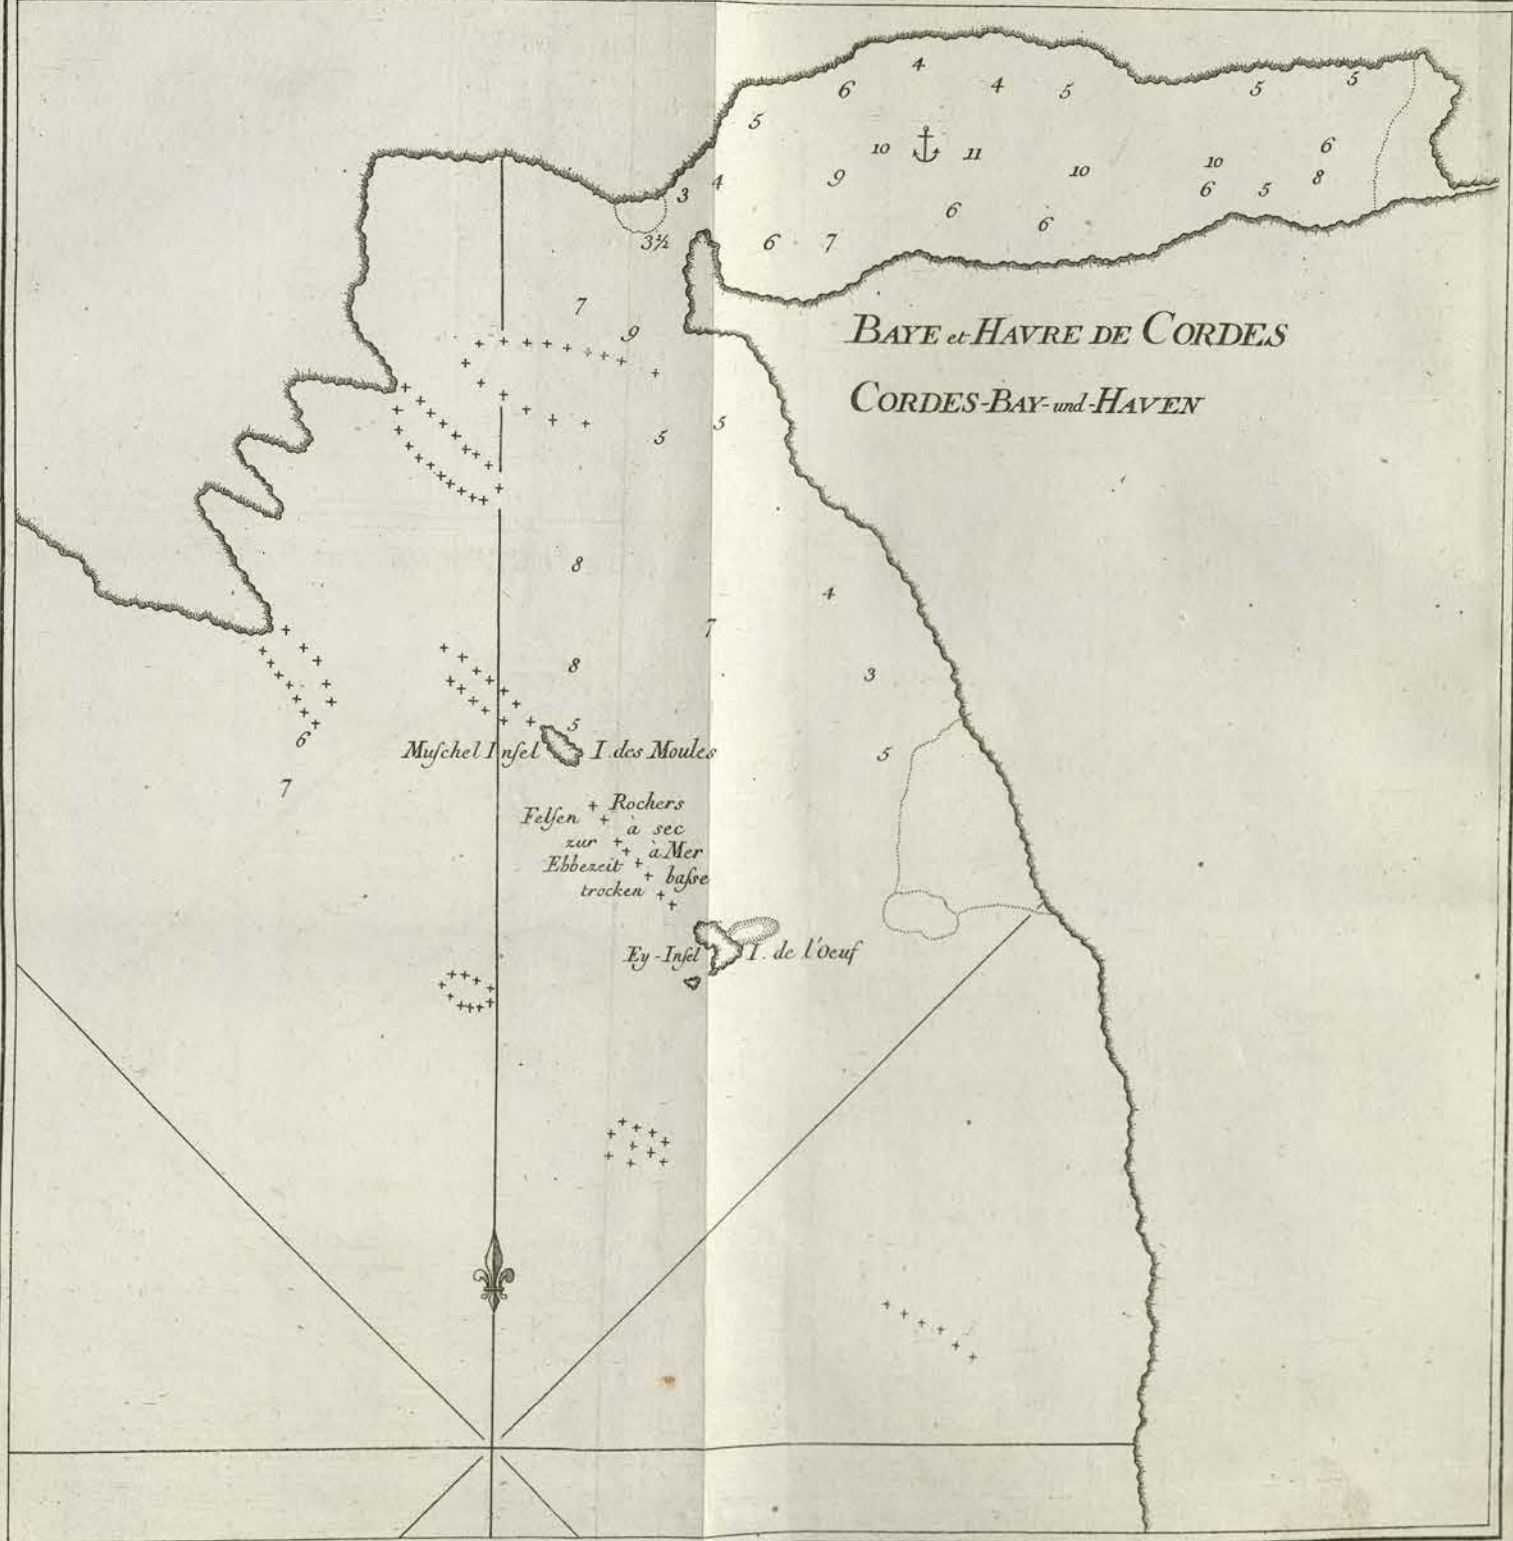 4
6
4
5
5
5
5
10
11
6
10
10
9
8
3
4
6
5
6
6
3½
6
7
BAYE et HAVRE DE CORDES
CORDES-BAY-und-HAVEN
7
9
5
5
8
4
7
8
3
5
6
Muſchel Inſel
I. des Moules
5
7
Felſen
zur
Ebbezeit
trocken
Rochers
à sec
à Mer
baſse
Ey-Inſel
I. de l'Oeuf